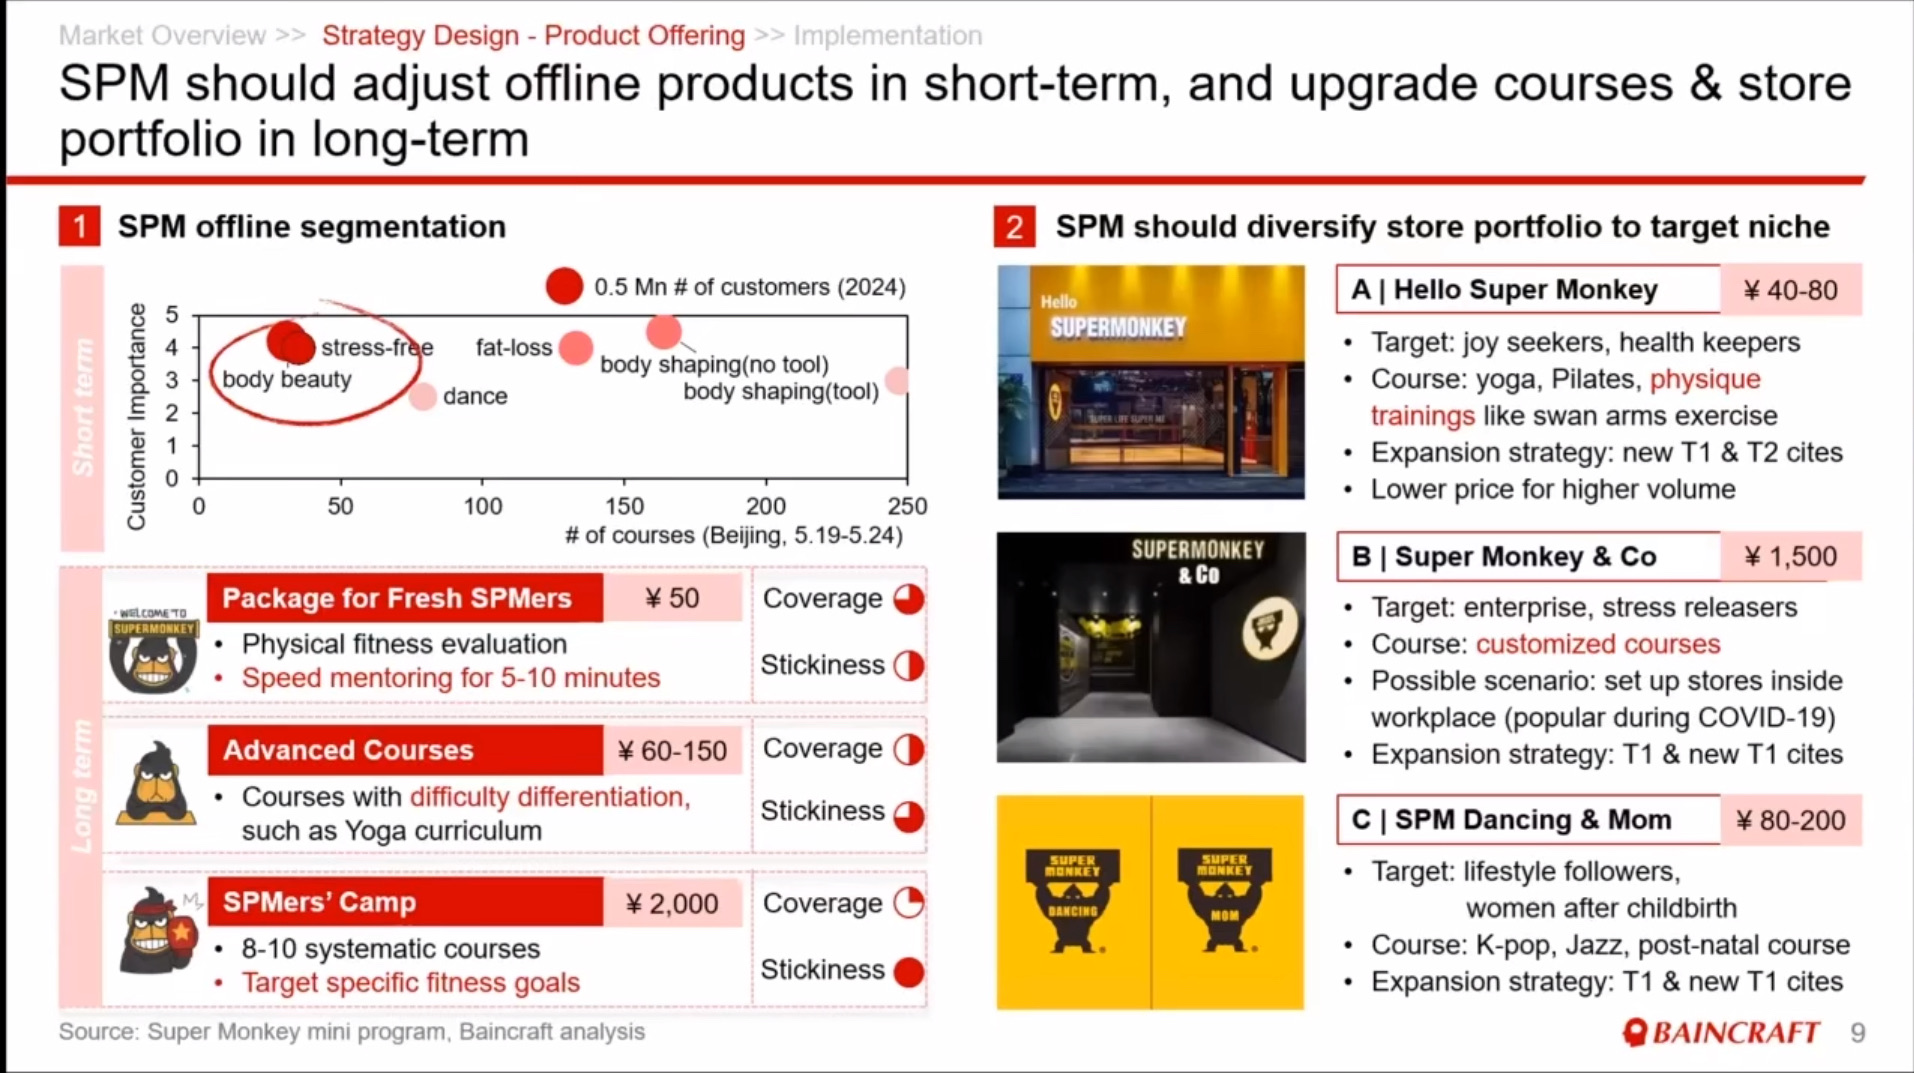 Market Overview >> Strategy Design - Product Offering >> Implementation
SPM should adjust offline products in short-term, and upgrade courses & store
portfolio in long-term
1 SPM offline segmentation
Short term
0.5 Mn # of customers (2024)
Customer Importance
5
4
3
2
1
0
stress-free
body beauty
dance
fat-loss
body shaping(no tool)
body shaping(tool)
0 50 100 150 200 250
# of courses (Beijing, 5.19-5.24)
Long term
WELCOME TO
SUPERMONKEY
Package for Fresh SPMers ¥ 50
• Physical fitness evaluation
• Speed mentoring for 5-10 minutes
Coverage
Stickiness
Advanced Courses ¥ 60-150
• Courses with difficulty differentiation,
such as Yoga curriculum
Coverage
Stickiness
SPMers’ Camp ¥ 2,000
• 8-10 systematic courses
• Target specific fitness goals
Coverage
Stickiness
2 SPM should diversify store portfolio to target niche
Hello
SUPERMONKEY
SUPER LIFE SUPER ME
A | Hello Super Monkey ¥ 40-80
• Target: joy seekers, health keepers
• Course: yoga, Pilates, physique
trainings like swan arms exercise
• Expansion strategy: new T1 & T2 cites
• Lower price for higher volume
SUPERMONKEY
& Co
B | Super Monkey & Co ¥ 1,500
• Target: enterprise, stress releasers
• Course: customized courses
• Possible scenario: set up stores inside
workplace (popular during COVID-19)
• Expansion strategy: T1 & new T1 cites
SUPER
MONKEY
DANCING
SUPER
MONKEY
MOM
C | SPM Dancing & Mom ¥ 80-200
• Target: lifestyle followers,
women after childbirth
• Course: K-pop, Jazz, post-natal course
• Expansion strategy: T1 & new T1 cites
Source: Super Monkey mini program, Baincraft analysis
BAINCRAFT 9